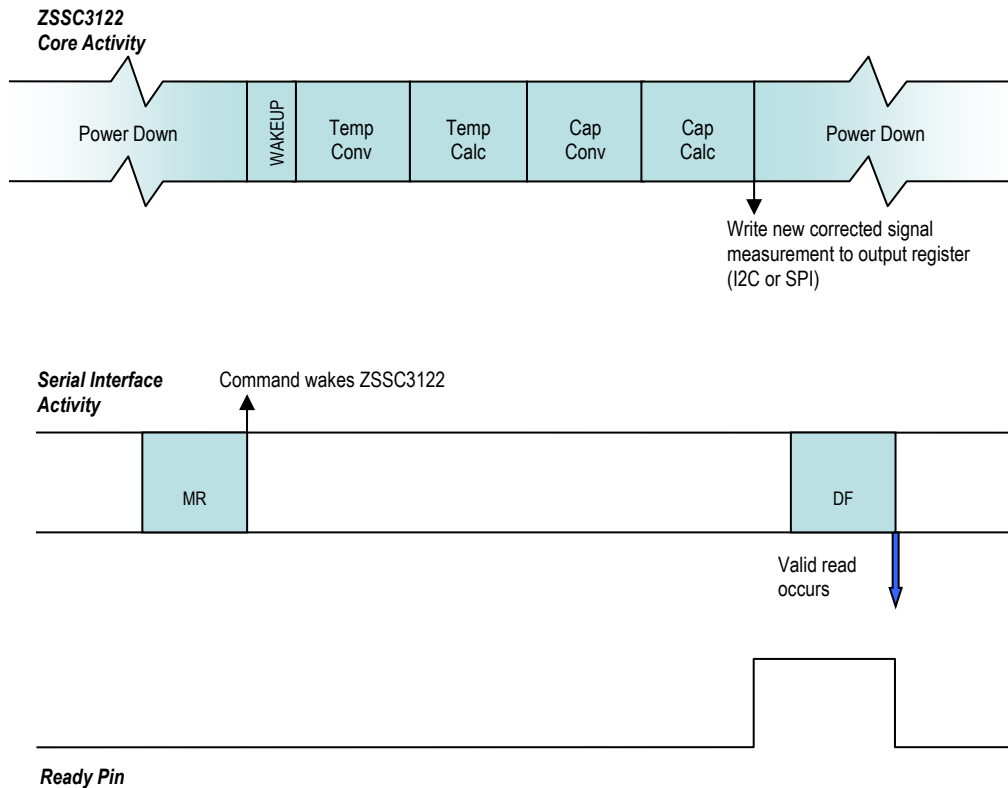 ZSSC3122
Core Activity
Power Down
WAKEUP
Temp
Conv
Temp
Calc
Cap
Conv
Cap
Calc
Power Down
Write new corrected signal
measurement to output register
(I2C or SPI)
Serial Interface
Activity
Command wakes ZSSC3122
MR
DF
Valid read
occurs
Ready Pin